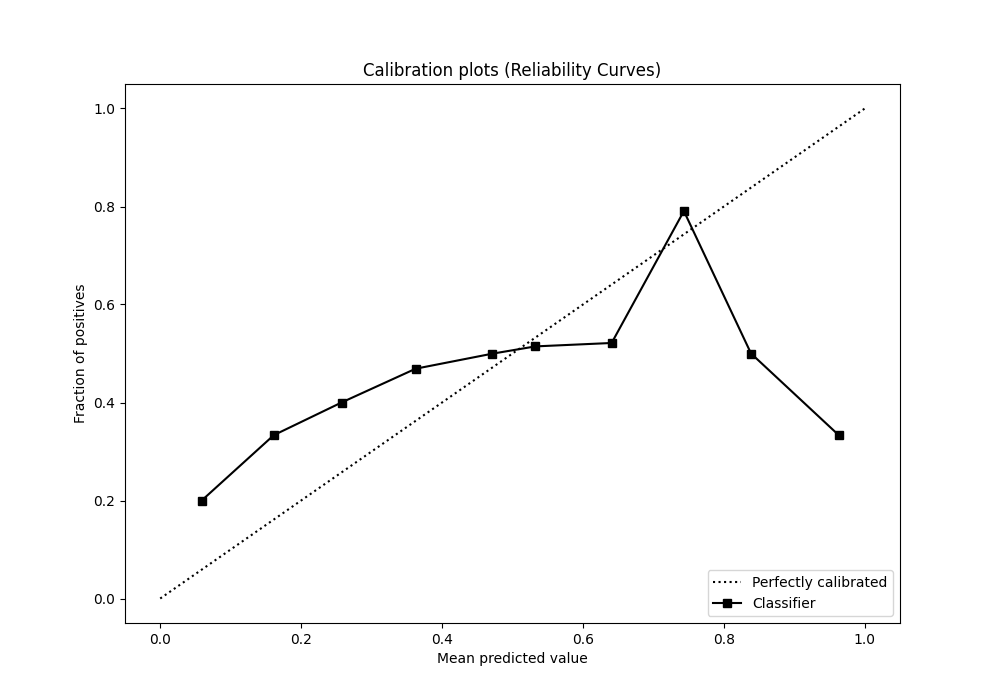 Calibration plots (Reliability Curves)
1.0
0.8
0.6
0.4
0.2
0.0
Fraction of positives
0.0 0.2 0.4 0.6 0.8 1.0
Mean predicted value
Perfectly calibrated
Classifier